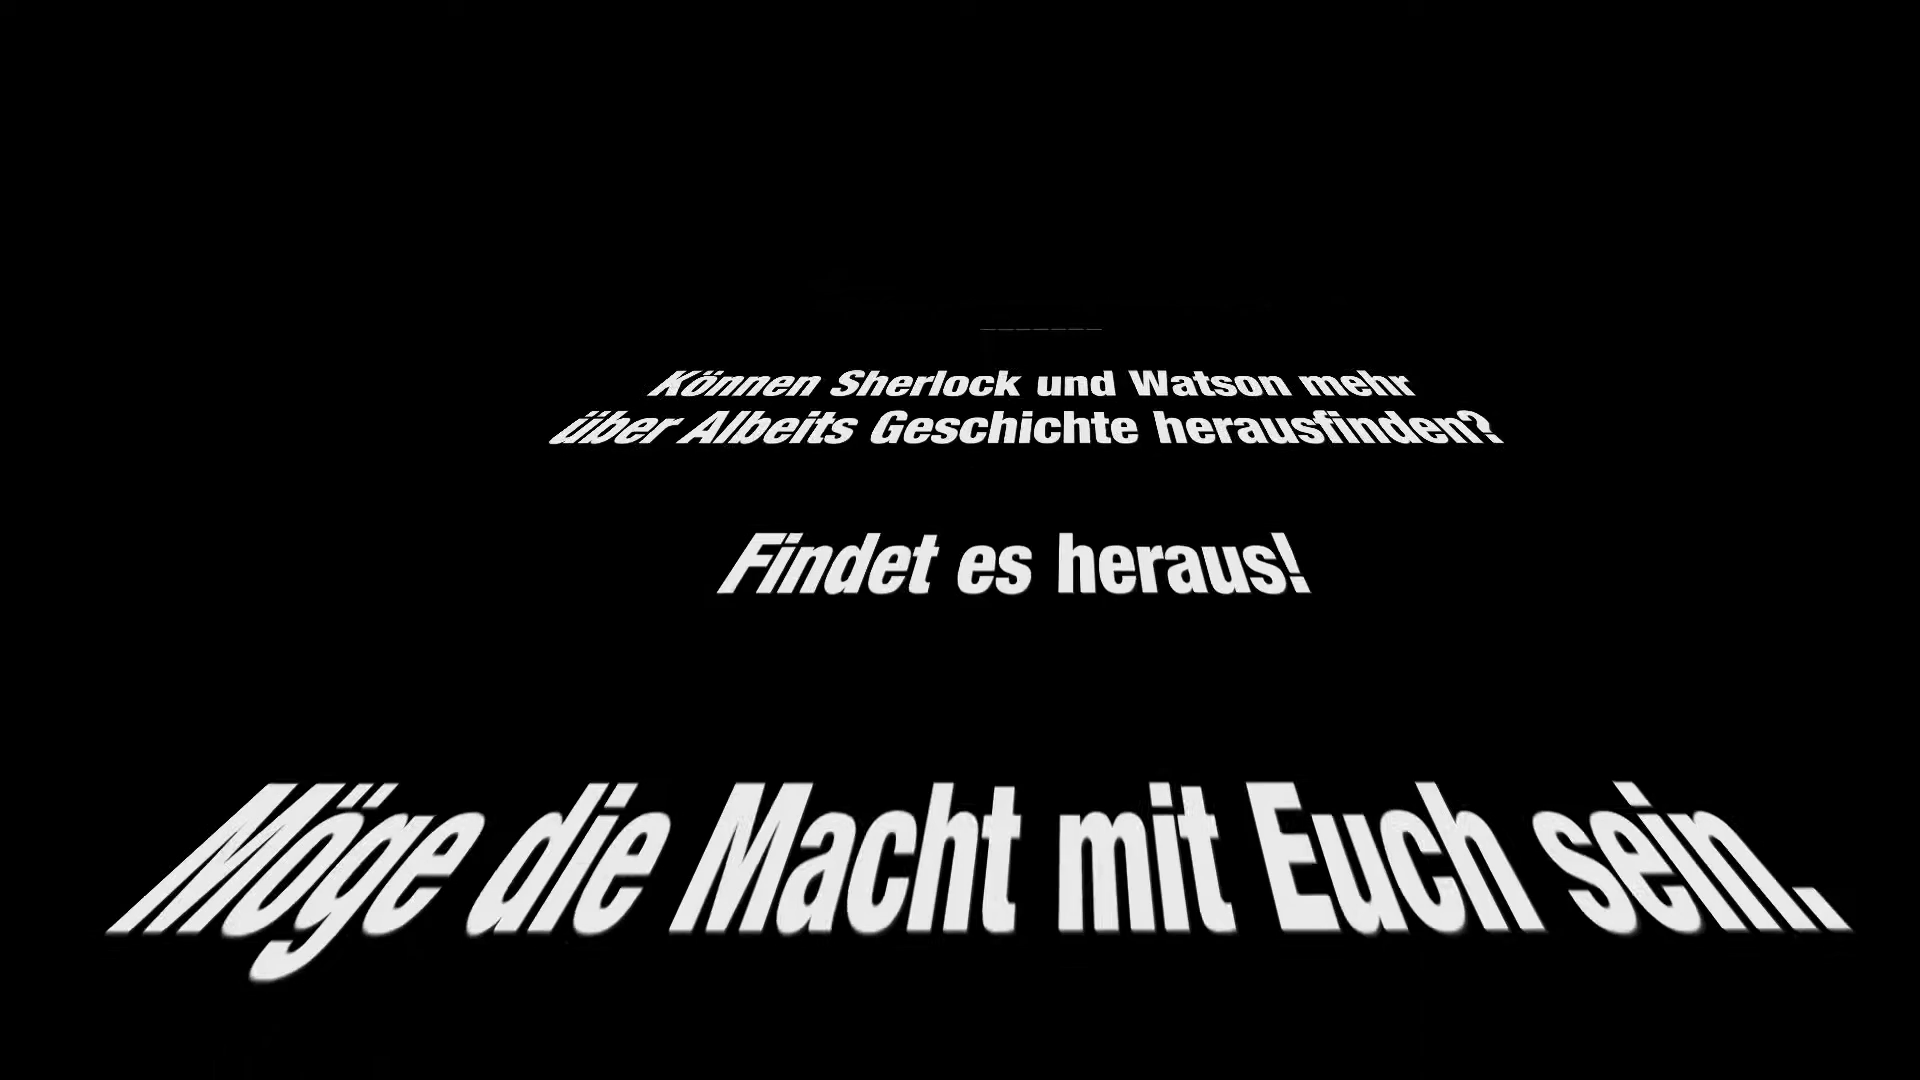 Können Sherlock und Watson mehr
über Albeits Geschichte herausfinden?
Findet es heraus!
Möge die Macht mit Euch sein.